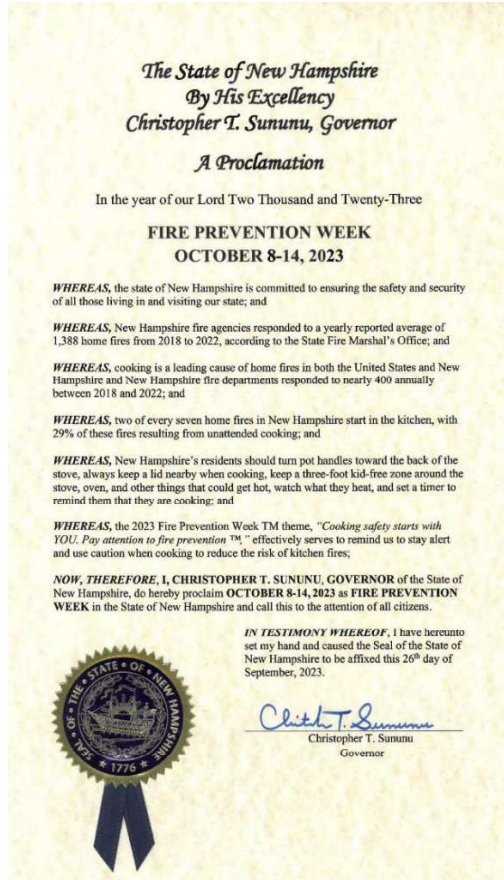 The State of New Hampshire
By His Excellency
Christopher T. Sununu, Governor
A Proclamation
In the year of our Lord Two Thousand and Twenty-Three
FIRE PREVENTION WEEK
OCTOBER 8-14, 2023
WHEREAS, the state of New Hampshire is committed to ensuring the safety and security
of all those living in and visiting our state; and
WHEREAS, New Hampshire fire agencies responded to a yearly reported average of
1,388 home fires from 2018 to 2022, according to the State Fire Marshal's Office; and
WHEREAS, cooking is a leading cause of home fires in both the United States and New
Hampshire and New Hampshire fire departments responded to nearly 400 annually
between 2018 and 2022; and
WHEREAS, two of every seven home fires in New Hampshire start in the kitchen, with
29% of these fires resulting from unattended cooking; and
WHEREAS, New Hampshire's residents should turn pot handles toward the back of the
stove, always keep a lid nearby when cooking, keep a three-foot kid-free zone around the
stove, oven, and other things that could get hot, watch what they heat, and set a timer to
remind them that they are cooking; and
WHEREAS, the 2023 Fire Prevention Week TM theme, "Cooking safety starts with
YOU. Pay attention to fire prevention ™," effectively serves to remind us to stay alert
and use caution when cooking to reduce the risk of kitchen fires;
NOW, THEREFORE, I, CHRISTOPHER T. SUNUNU, GOVERNOR of the State of
New Hampshire, do hereby proclaim OCTOBER 8-14, 2023 as FIRE PREVENTION
WEEK in the State of New Hampshire and call this to the attention of all citizens.
IN TESTIMONY WHEREOF, I have hereunto
set my hand and caused the Seal of the State of
New Hampshire to be affixed this 26th day of
September, 2023.
Christopher T. Sununu
Governor
SEAL • OF • THE • STATE • OF • NEW HAMPSHIRE
★ 1776 ★